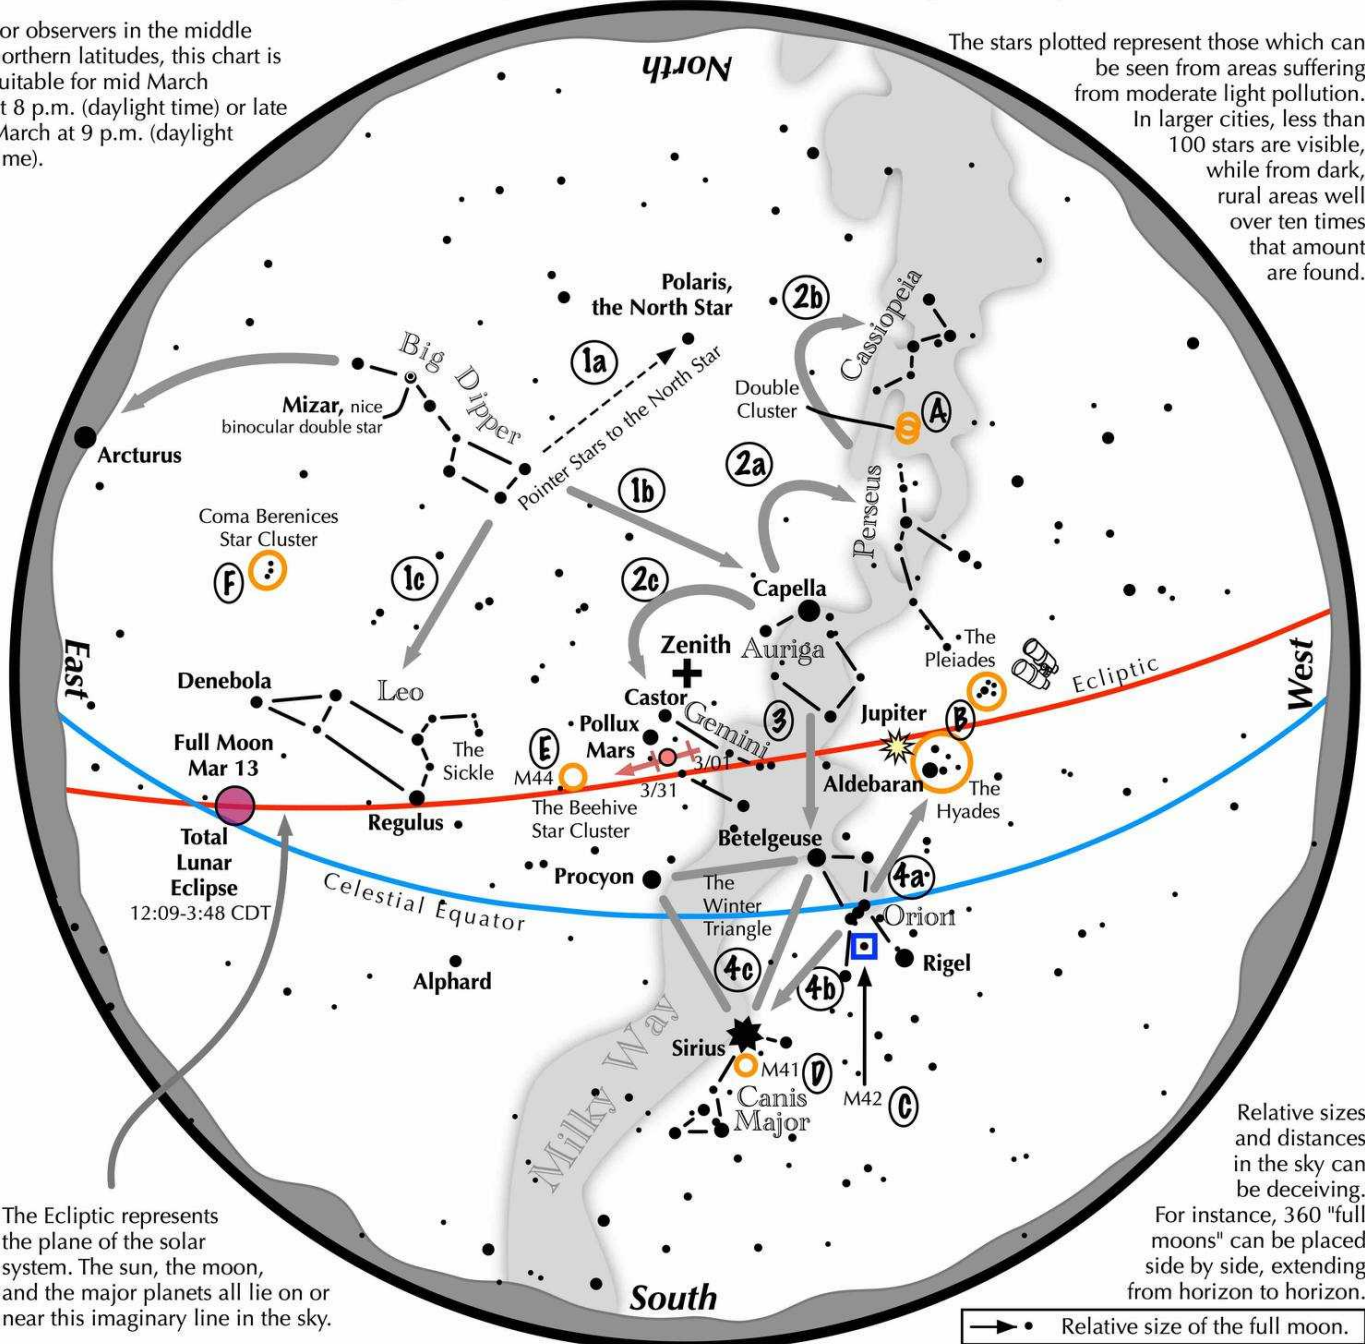 or observers in the middle
orthern latitudes, this chart is
uitable for mid March
t 8 p.m. (daylight time) or late
March at 9 p.m. (daylight
me).
North
The stars plotted represent those which can
be seen from areas suffering
from moderate light pollution.
In larger cities, less than
100 stars are visible,
while from dark,
rural areas well
over ten times
that amount
are found.
Polaris,
the North Star
2b
Cassiopeia
1a
Big Dipper
Mizar, nice
binocular double star
Pointer Stars to the North Star
Double
Cluster
A
Arcturus
2a
1b
Perseus
Coma Berenices
Star Cluster
F
1c
2c
Capella
Zenith
Auriga
The
Pleiades
Ecliptic
East
West
Denebola
Leo
Castor
Gemini
3
Jupiter
B
Full Moon
Mar 13
Pollux
Mars
E
M44
The
Sickle
3/01
3/31
Aldebaran
The
Hyades
The Beehive
Star Cluster
Regulus
Total
Lunar
Eclipse
12:09-3:48 CDT
Betelgeuse
Procyon
The
Winter
Triangle
4a
Celestial Equator
Orion
Rigel
Alphard
4c
4b
Milky Way
Sirius
M41
D
M42
C
Canis
Major
Relative sizes
and distances
in the sky can
be deceiving.
For instance, 360 "full
moons" can be placed
side by side, extending
from horizon to horizon.
The Ecliptic represents
the plane of the solar
system. The sun, the moon,
and the major planets all lie on or
near this imaginary line in the sky.
South
Relative size of the full moon.